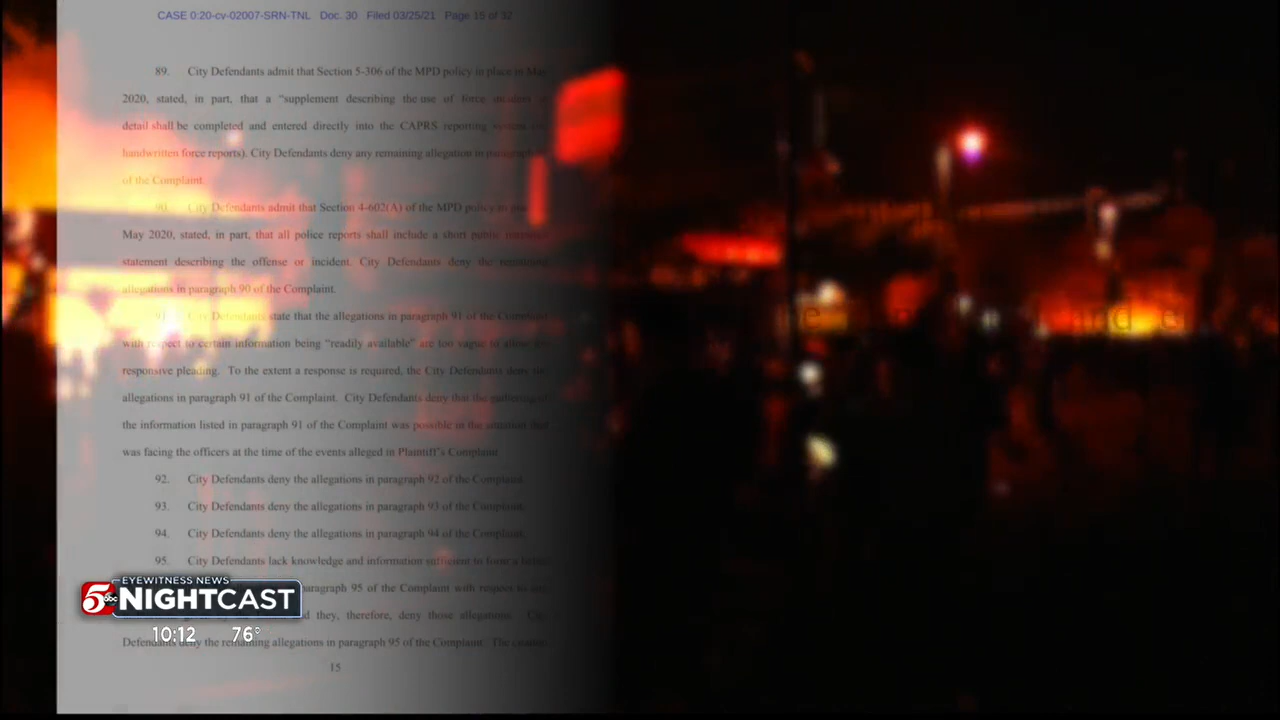 CASE 0:20-cv-02007-SRN-TNL Doc. 30 Filed 03/25/21 Page 15 of 32
89. City Defendants admit that Section 5-306 of the MPD policy in place in May
2020, stated, in part, that a “supplement describing the use of force incident
detail shall be completed and entered directly into the CAPRS reporting system
handwritten force reports). City Defendants deny any remaining allegation in paragraph
of the Complaint.
90. City Defendants admit that Section 4-602(A) of the MPD policy in
May 2020, stated, in part, that all police reports shall include a short public
statement describing the offense or incident. City Defendants deny the remaining
allegations in paragraph 90 of the Complaint.
91. City Defendants state that the allegations in paragraph 91 of the Complaint
with respect to certain information being “readily available” are too vague to allow
responsive pleading. To the extent a response is required, the City Defendants deny the
allegations in paragraph 91 of the Complaint. City Defendants deny that the gathering of
the information listed in paragraph 91 of the Complaint was possible in the situation that
was facing the officers at the time of the events alleged in Plaintiff's Complaint.
92. City Defendants deny the allegations in paragraph 92 of the Complaint.
93. City Defendants deny the allegations in paragraph 93 of the Complaint.
94. City Defendants deny the allegations in paragraph 94 of the Complaint.
95. City Defendants lack knowledge and information sufficient to form a belief
paragraph 95 of the Complaint with respect to
they, therefore, deny those allegations. City
Defendants deny the remaining allegations in paragraph 95 of the Complaint. The
15
EYEWITNESS NEWS
5 abc NIGHTCAST
10:12 76°